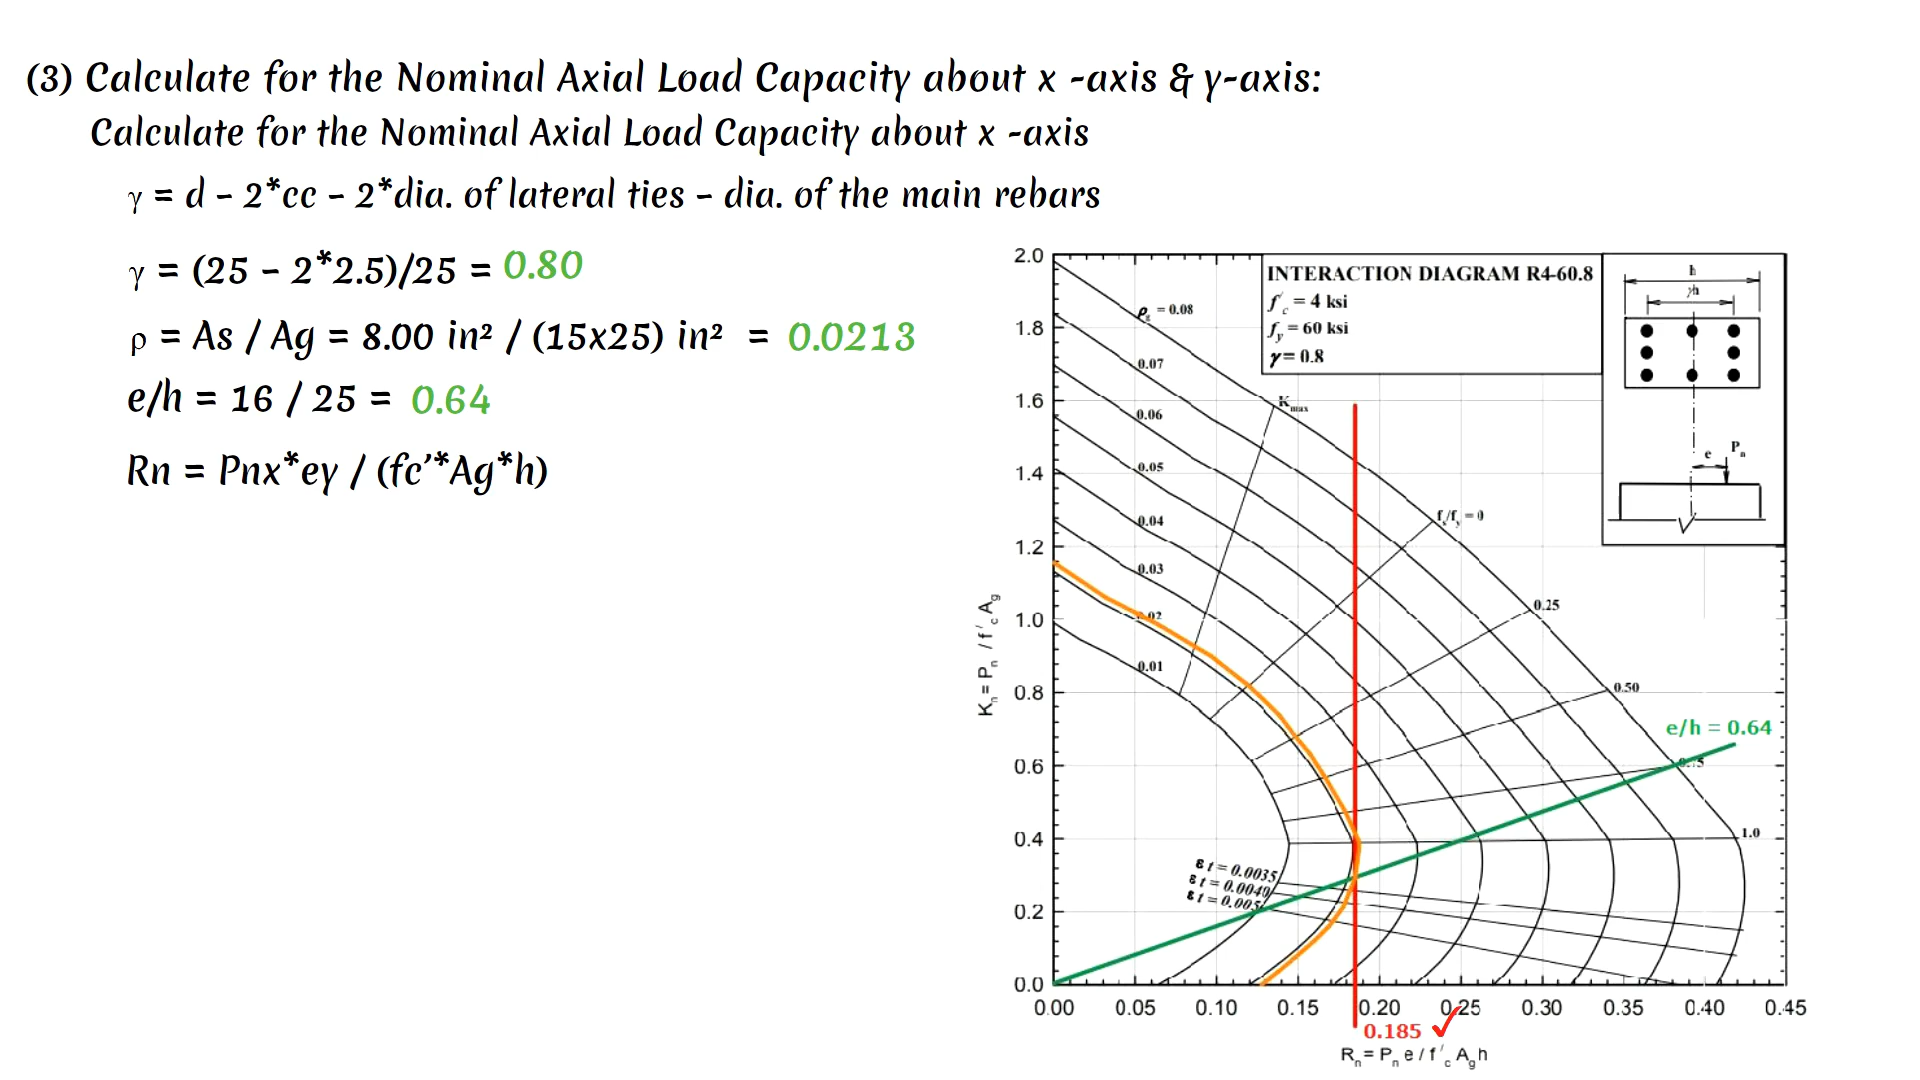 (3) Calculate for the Nominal Axial Load Capacity about x -axis & y-axis:
Calculate for the Nominal Axial Load Capacity about x -axis
γ = d – 2*cc – 2*dia. of lateral ties – dia. of the main rebars
γ = (25 – 2*2.5)/25 = 0.80
ρ = As / Ag = 8.00 in² / (15x25) in² = 0.0213
e/h = 16 / 25 = 0.64
Rn = Pnx*ey / (fc’*Ag*h)
INTERACTION DIAGRAM R4-60.8
f'c = 4 ksi
fy = 60 ksi
γ = 0.8
h
γh
e
Pn
2.0
1.8
1.6
1.4
1.2
1.0
0.8
0.6
0.4
0.2
0.0
Kn = Pn / f'c Ag
ρg = 0.08
0.07
0.06
0.05
0.04
0.03
0.01
Kmax
fs/fy = 0
0.25
0.50
e/h = 0.64
1.0
εt = 0.0035
εt = 0.0040
εt = 0.005
0.00 0.05 0.10 0.15 0.20 0.25 0.30 0.35 0.40 0.45
0.185 ✓
Rn = Pn e / f'c Ag h